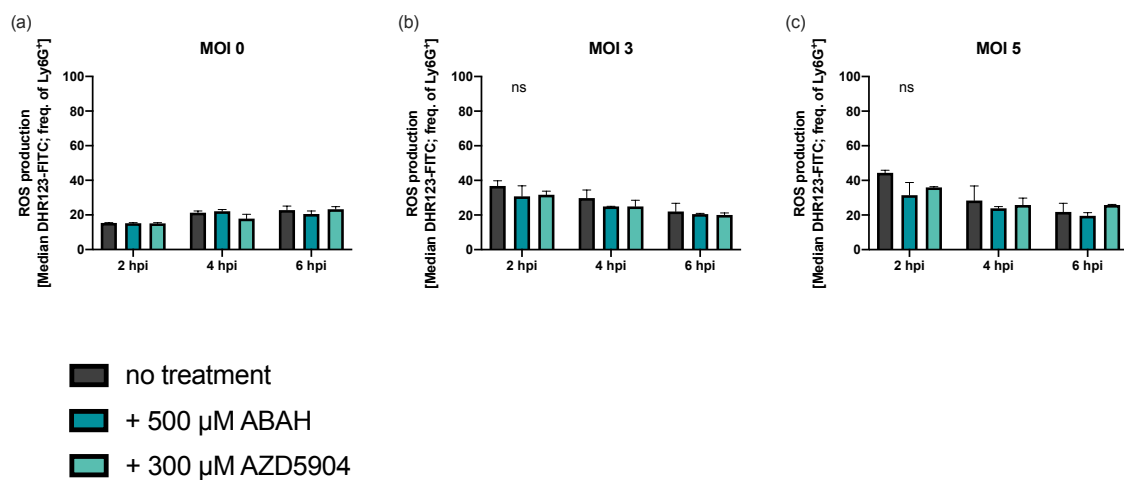 (a)
MOI 0
ROS production
[Median DHR123-FITC; freq. of Ly6G⁺]
100
80
60
40
20
0
2 hpi 4 hpi 6 hpi
(b)
MOI 3
ROS production
[Median DHR123-FITC; freq. of Ly6G⁺]
100
80
60
40
20
0
ns
2 hpi 4 hpi 6 hpi
(c)
MOI 5
ROS production
[Median DHR123-FITC; freq. of Ly6G⁺]
100
80
60
40
20
0
ns
2 hpi 4 hpi 6 hpi
no treatment
+ 500 µM ABAH
+ 300 µM AZD5904